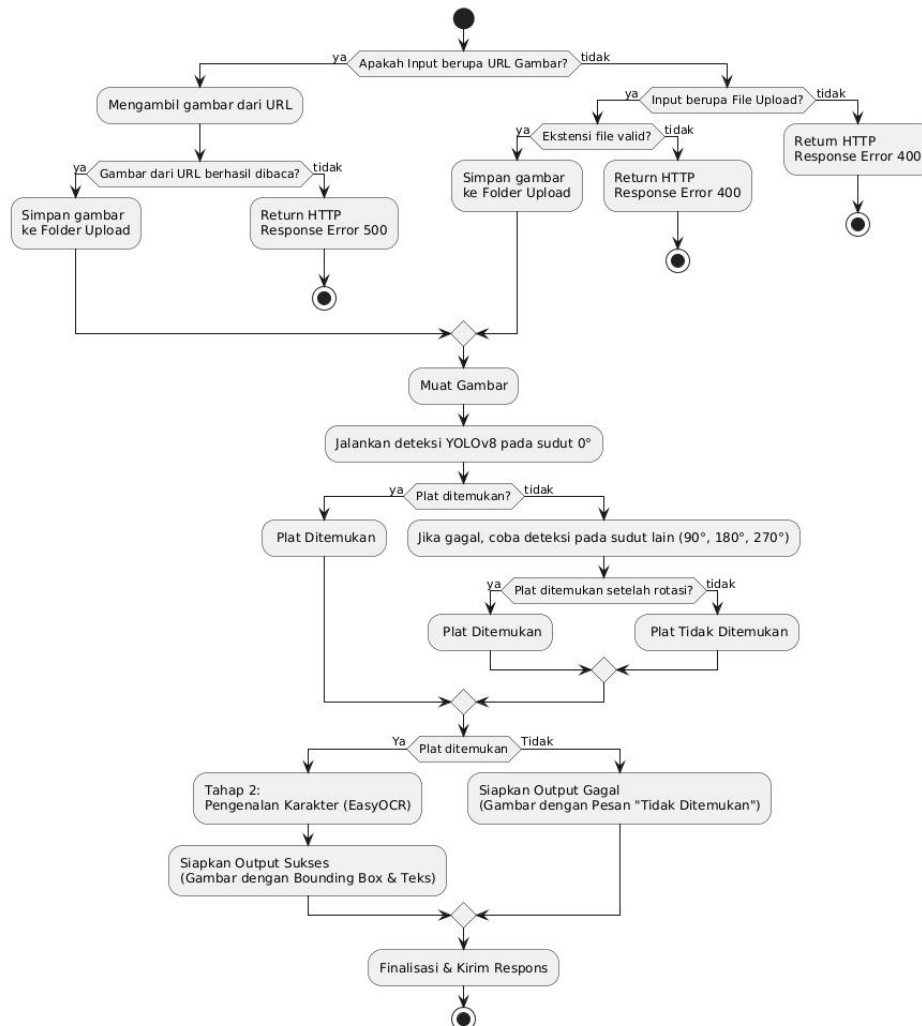 Apakah Input berupa URL Gambar?
ya
tidak
Mengambil gambar dari URL
Gambar dari URL berhasil dibaca?
ya
tidak
Simpan gambar
ke Folder Upload
Return HTTP
Response Error 500
Input berupa File Upload?
ya
tidak
Ekstensi file valid?
ya
tidak
Simpan gambar
ke Folder Upload
Return HTTP
Response Error 400
Return HTTP
Response Error 400
Muat Gambar
Jalankan deteksi YOLOv8 pada sudut 0°
Plat ditemukan?
ya
tidak
Plat Ditemukan
Jika gagal, coba deteksi pada sudut lain (90°, 180°, 270°)
Plat ditemukan setelah rotasi?
ya
tidak
Plat Ditemukan
Plat Tidak Ditemukan
Plat ditemukan
Ya
Tidak
Tahap 2:
Pengenalan Karakter (EasyOCR)
Siapkan Output Sukses
(Gambar dengan Bounding Box & Teks)
Siapkan Output Gagal
(Gambar dengan Pesan "Tidak Ditemukan")
Finalisasi & Kirim Respons